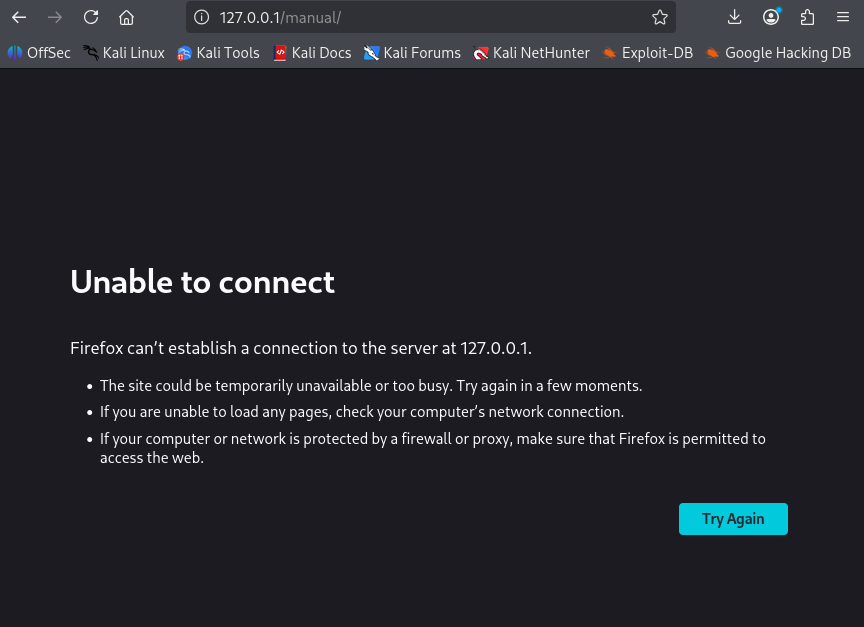 127.0.0.1/manual/
OffSec Kali Linux Kali Tools Kali Docs Kali Forums Kali NetHunter Exploit-DB Google Hacking DB
Unable to connect
Firefox can’t establish a connection to the server at 127.0.0.1.
• The site could be temporarily unavailable or too busy. Try again in a few moments.
• If you are unable to load any pages, check your computer’s network connection.
• If your computer or network is protected by a firewall or proxy, make sure that Firefox is permitted to
access the web.
Try Again